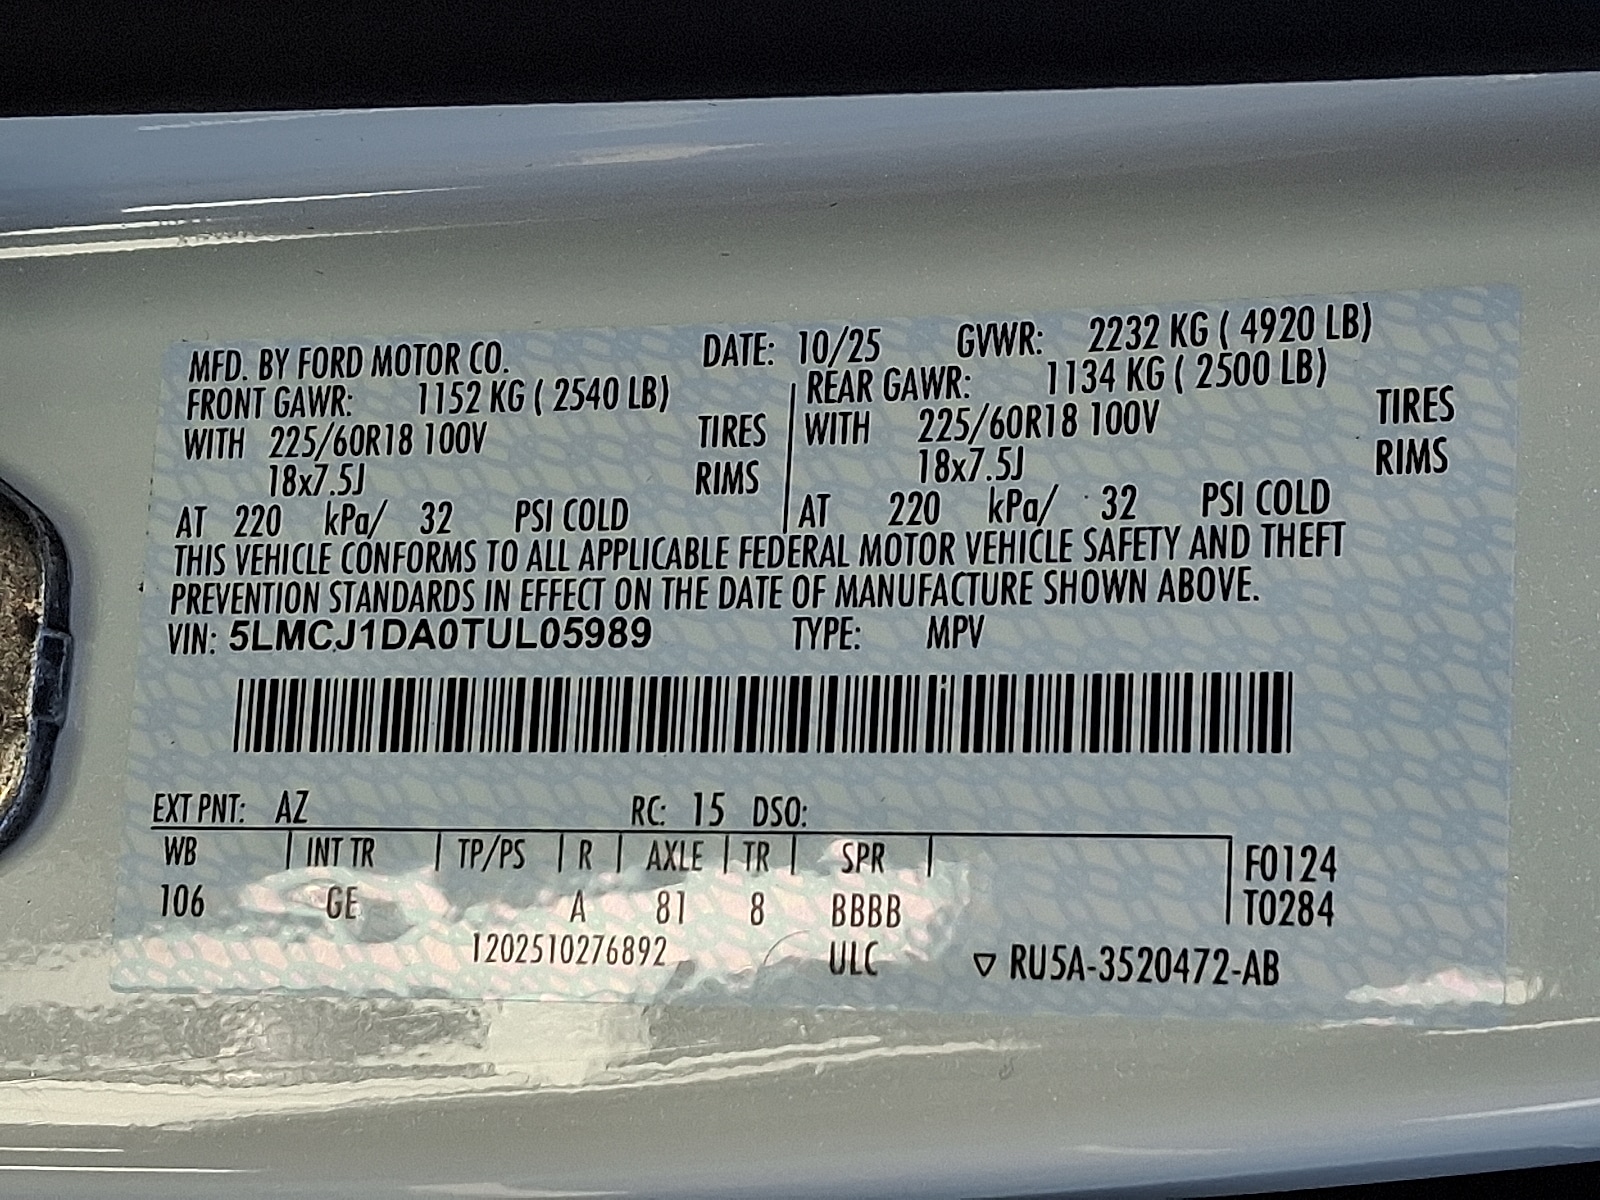 MFD. BY FORD MOTOR CO. DATE: 10/25 GVWR: 2232 KG ( 4920 LB)
FRONT GAWR: 1152 KG ( 2540 LB) REAR GAWR: 1134 KG ( 2500 LB)
WITH 225/60R18 100V TIRES WITH 225/60R18 100V TIRES
18x7.5J RIMS 18x7.5J RIMS
AT 220 kPa/ 32 PSI COLD AT 220 kPa/ 32 PSI COLD
THIS VEHICLE CONFORMS TO ALL APPLICABLE FEDERAL MOTOR VEHICLE SAFETY AND THEFT
PREVENTION STANDARDS IN EFFECT ON THE DATE OF MANUFACTURE SHOWN ABOVE.
VIN: 5LMCJ1DA0TUL05989 TYPE: MPV
EXT PNT: AZ RC: 15 DSO:
WB INT TR TP/PS R AXLE TR SPR F0124
106 GE A 81 8 BBBB T0284
1202510276892 ULC ▽ RU5A-3520472-AB